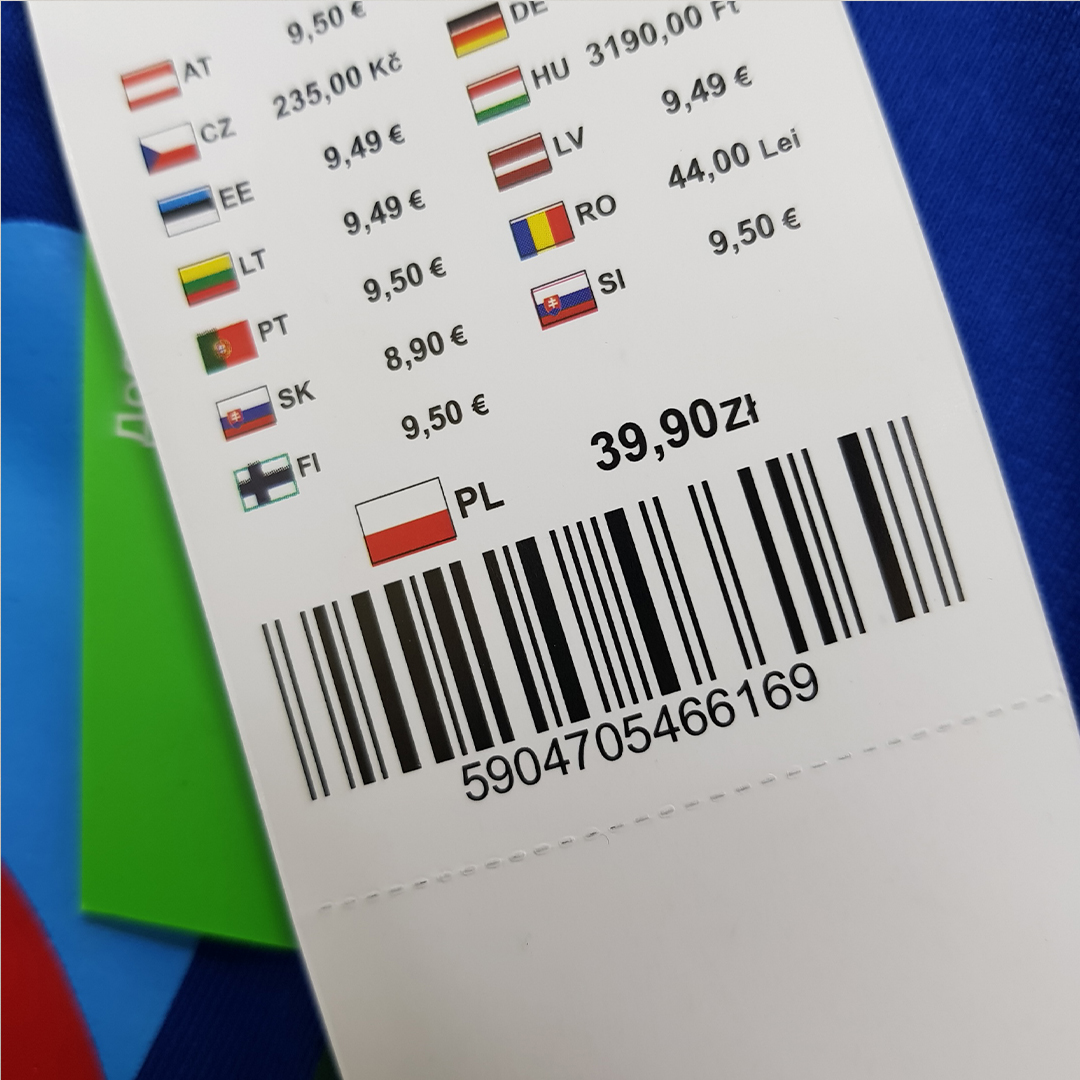 AT 9,50 €
CZ 235,00 Kč DE
EE 9,49 € HU 3190,00 Ft
LT 9,49 € LV 9,49 €
PT 9,50 € RO 44,00 Lei
SK 8,90 € SI 9,50 €
FI 9,50 €
PL 39,90zł
5904705466169